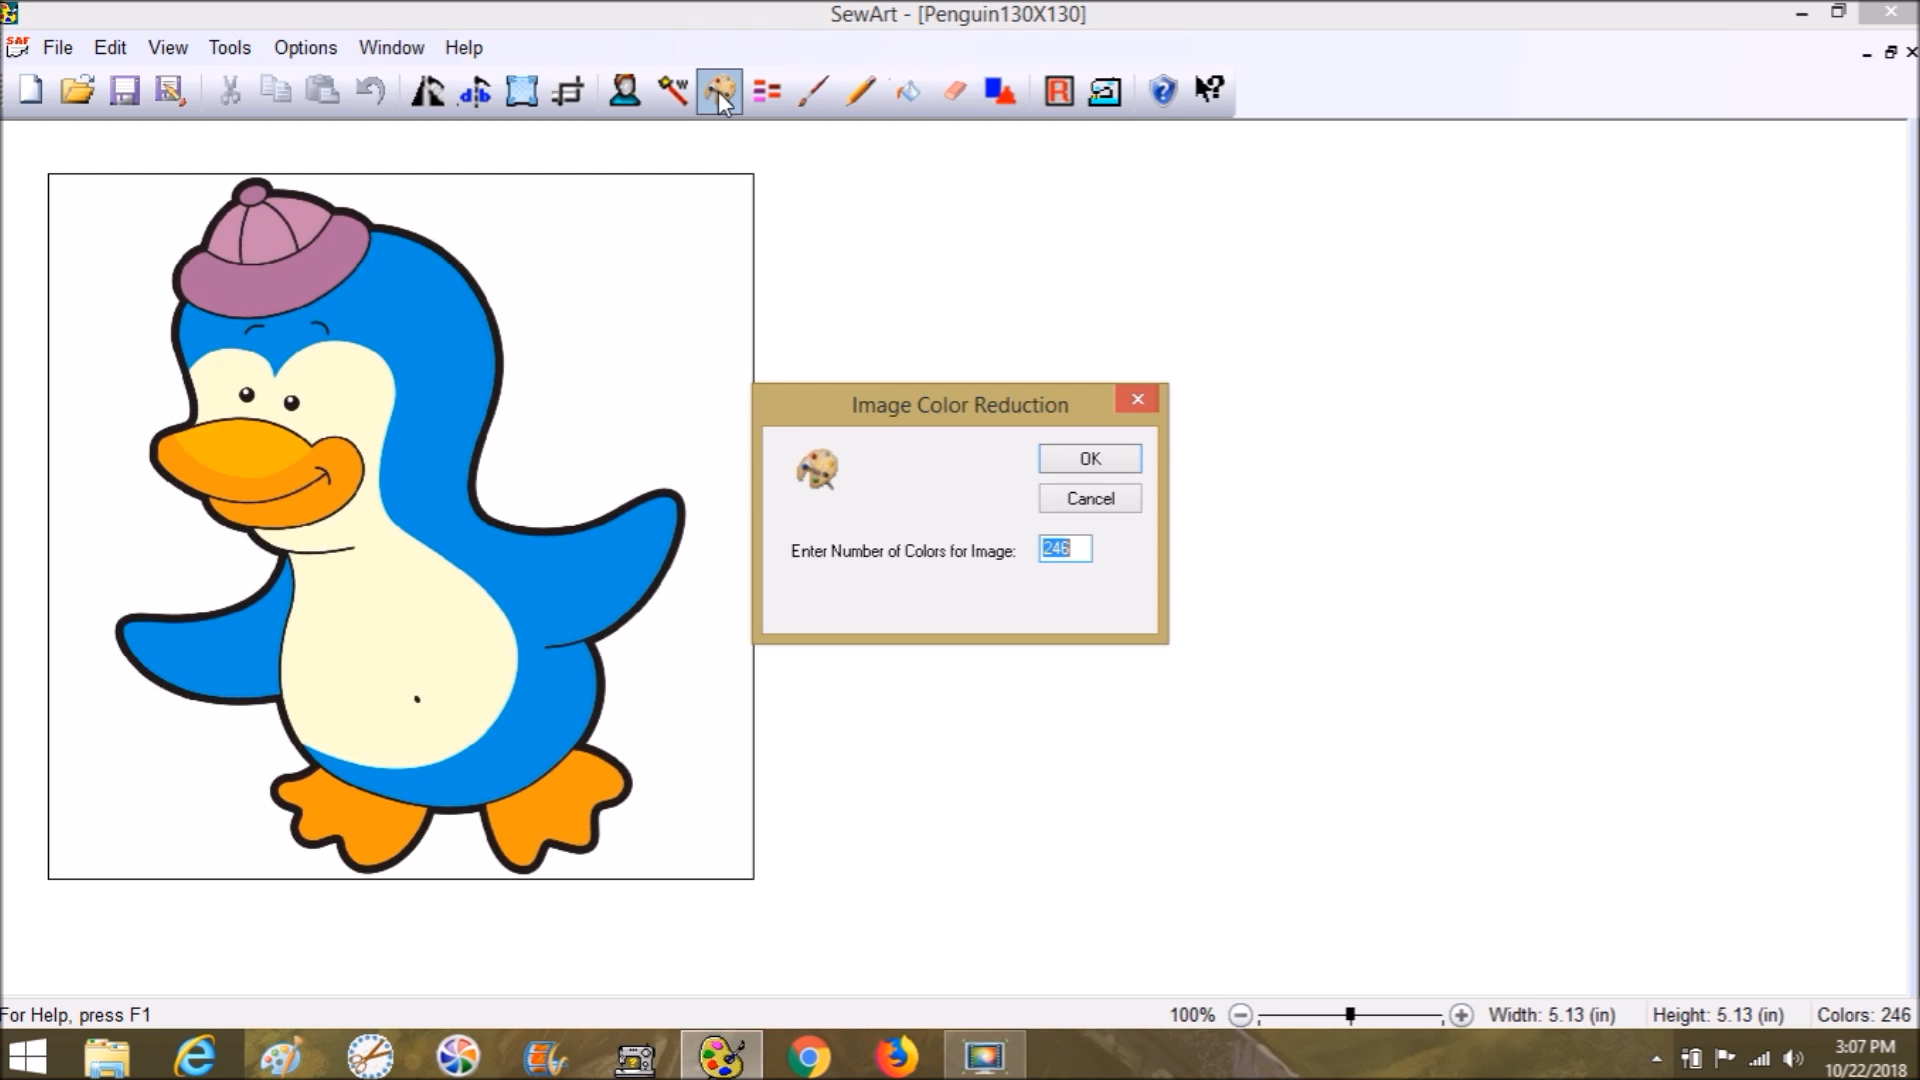 SewArt - [Penguin130X130]
SAF File Edit View Tools Options Window Help
W R
Image Color Reduction
OK
Cancel
Enter Number of Colors for Image: 246
For Help, press F1 100% Width: 5.13 (in) Height: 5.13 (in) Colors: 246
3:07 PM
10/22/2018